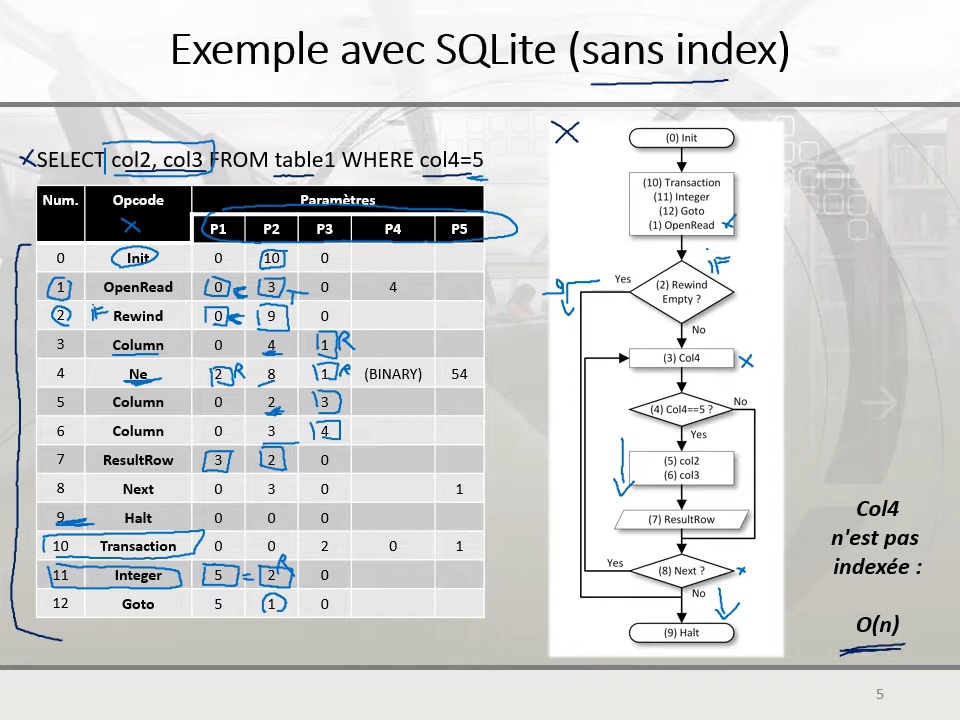 Exemple avec SQLite (sans index)
SELECT col2, col3 FROM table1 WHERE col4=5
Num. Opcode Paramètres
P1 P2 P3 P4 P5
0 Init 0 10 0
1 OpenRead 0 3 0 4
2 IF Rewind 0 9 0
3 Column 0 4 1 R
4 Ne 2 R 8 1 R (BINARY) 54
5 Column 0 2 3
6 Column 0 3 4
7 ResultRow 3 2 0
8 Next 0 3 0 1
9 Halt 0 0 0
10 Transaction 0 0 2 0 1
11 Integer 5 = 2 R 0
12 Goto 5 1 0
(0) Init
(10) Transaction
(11) Integer
(12) Goto
(1) OpenRead
IF
9
Yes
(2) Rewind
Empty ?
No
(3) Col4
(4) Col4==5 ?
No
Yes
(5) col2
(6) col3
(7) ResultRow
Yes
(8) Next ?
No
(9) Halt
Col4
n'est pas
indexée :
O(n)
5